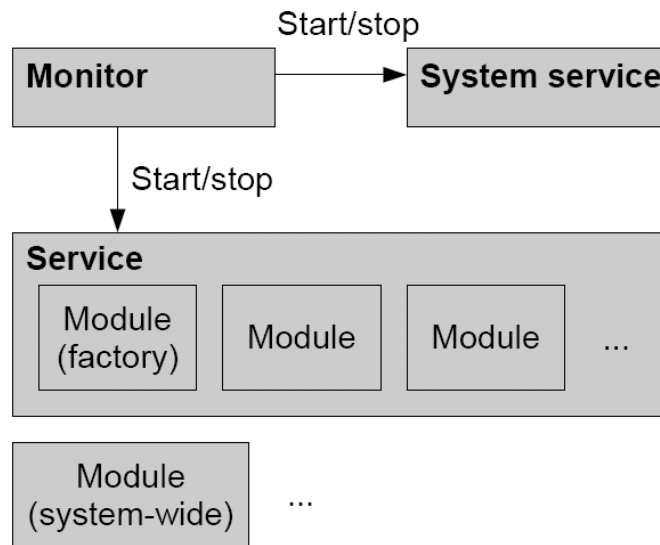 Start/stop
Monitor
System service
Start/stop
Service
Module
(factory)
Module
Module
...
Module
(system-wide)
...